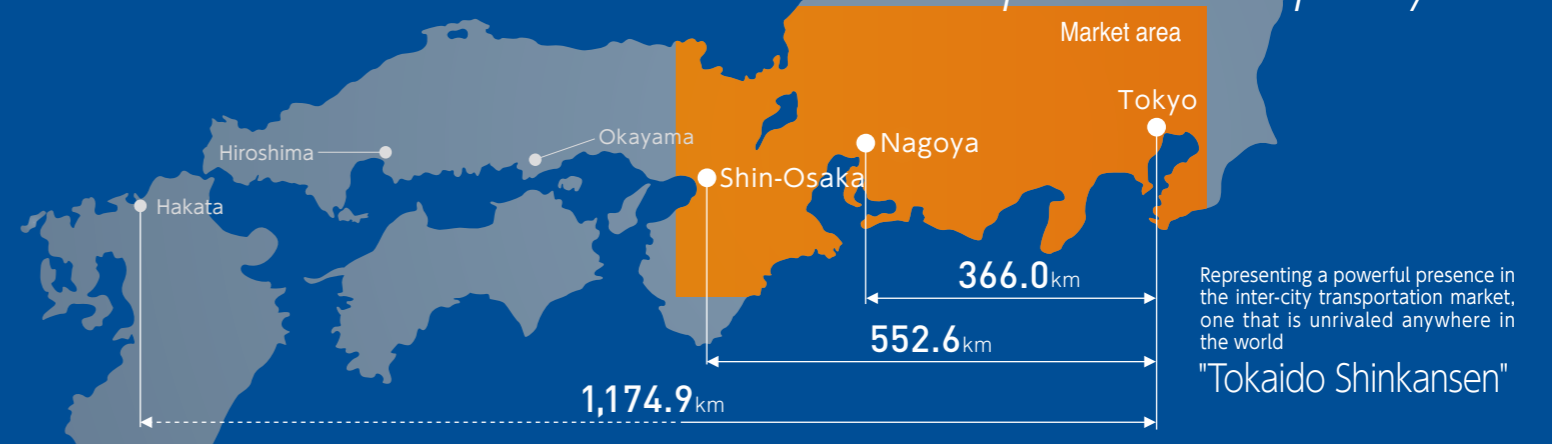 Market area
Tokyo
Nagoya
Okayama
Hiroshima
Shin-Osaka
Hakata
366.0km
552.6km
1,174.9km
Representing a powerful presence in
the inter-city transportation market,
one that is unrivaled anywhere in
the world
"Tokaido Shinkansen"